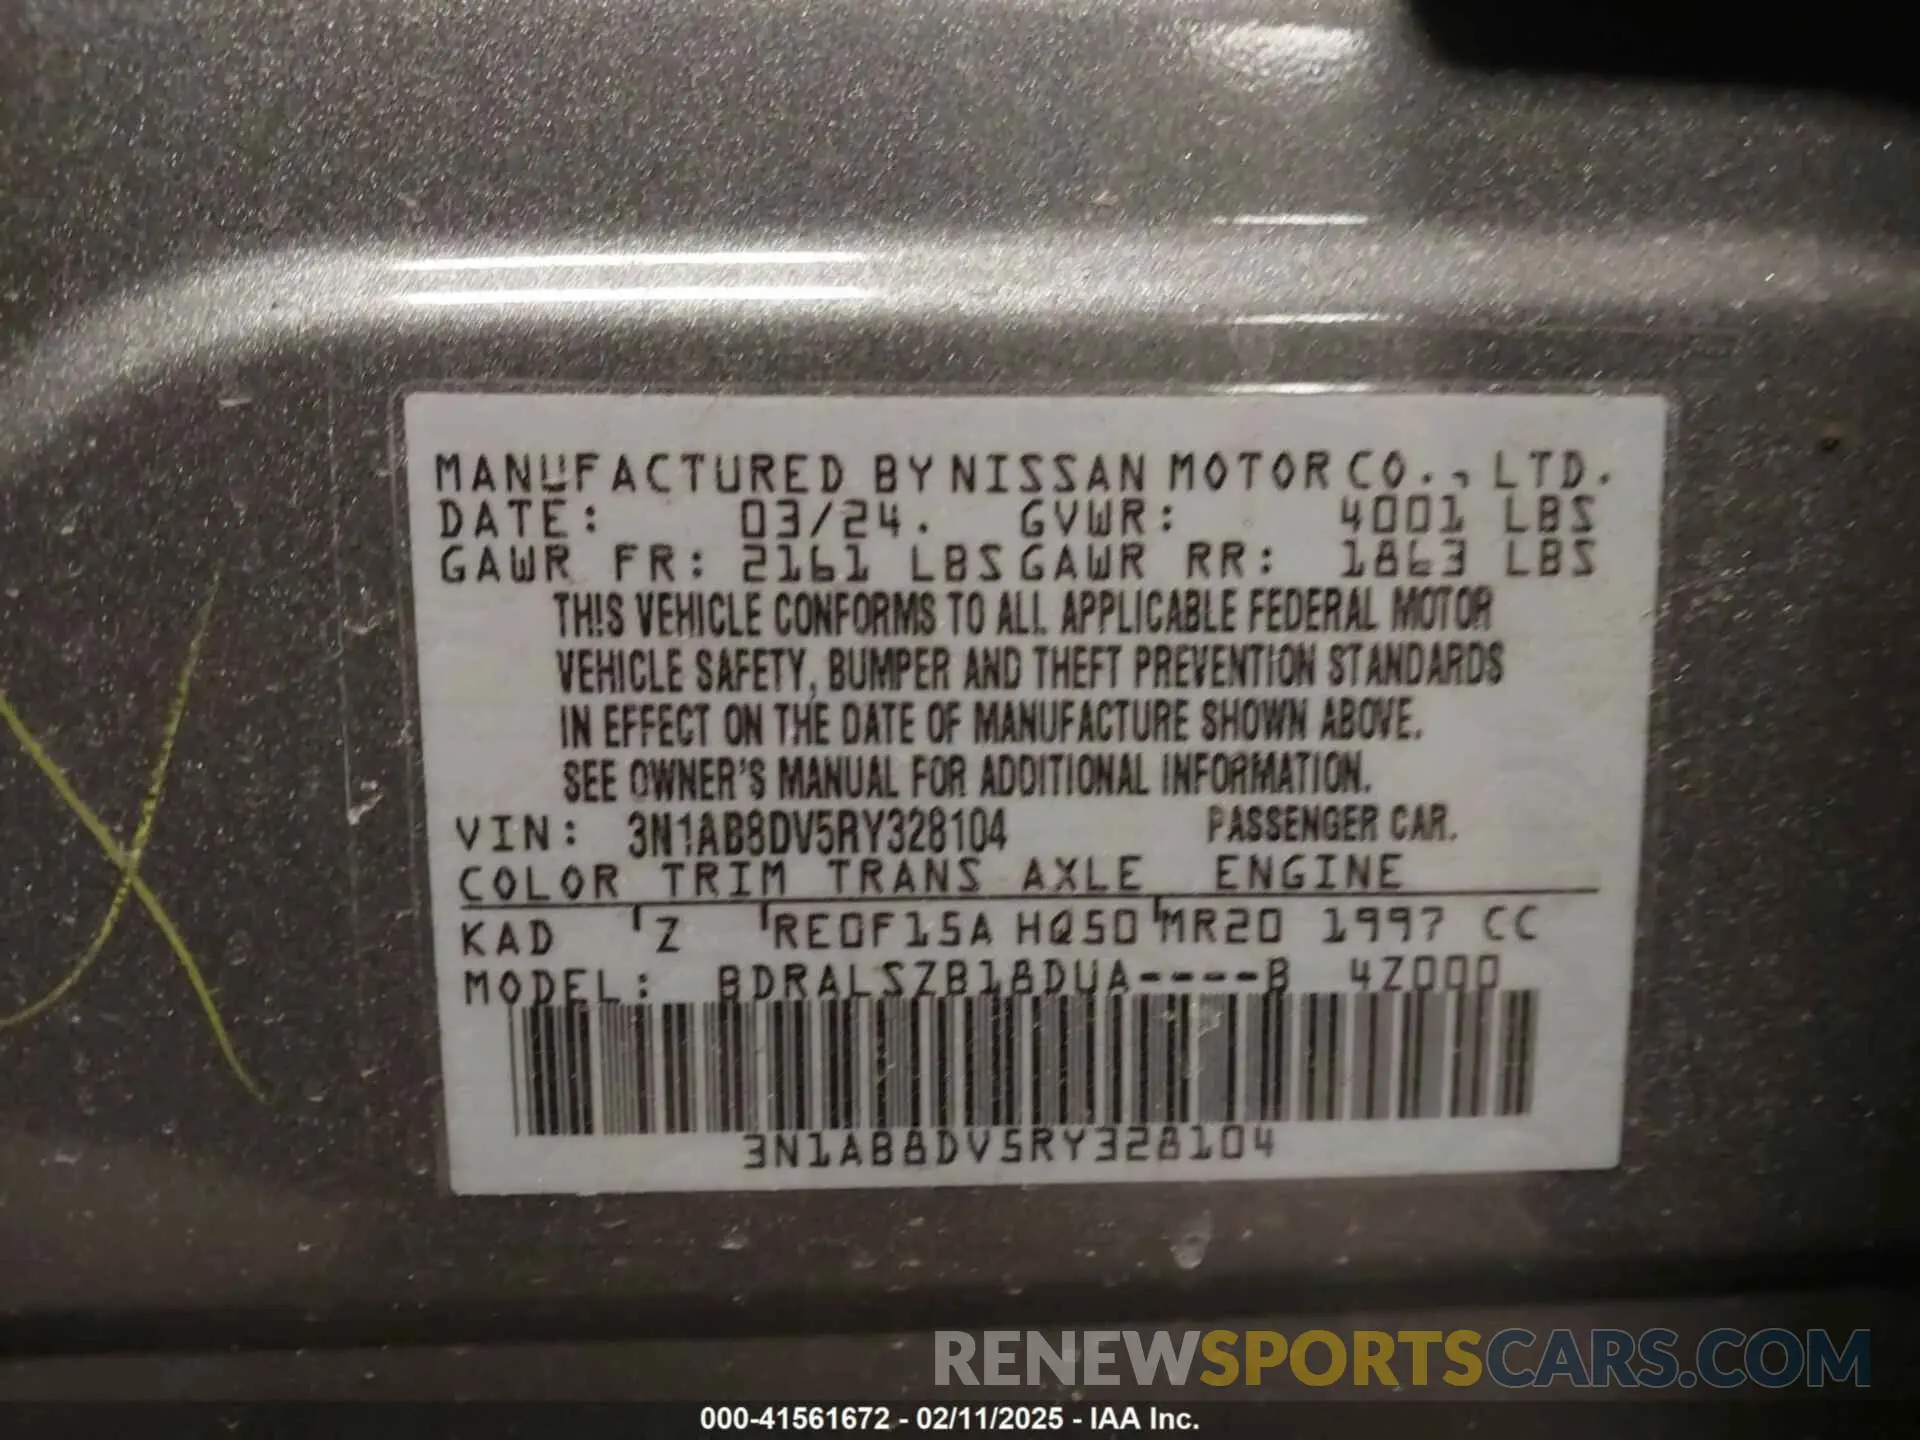 MANUFACTURED BY NISSAN MOTOR CO., LTD.
DATE: 03/24. GVWR: 4001 LBS
GAWR FR: 2161 LBS GAWR RR: 1863 LBS
THIS VEHICLE CONFORMS TO ALL APPLICABLE FEDERAL MOTOR
VEHICLE SAFETY, BUMPER AND THEFT PREVENTION STANDARDS
IN EFFECT ON THE DATE OF MANUFACTURE SHOWN ABOVE.
SEE OWNER'S MANUAL FOR ADDITIONAL INFORMATION.
VIN: 3N1AB8DV5RY328104 PASSENGER CAR.
COLOR TRIM TRANS AXLE ENGINE
KAD Z RE0F15A HQ50 MR20 1997 CC
MODEL: BDRALSZB18DUA----B 4Z000
3N1AB8DV5RY328104
RENEWSPORTSCARS.COM
000-41561672 - 02/11/2025 - IAA Inc.